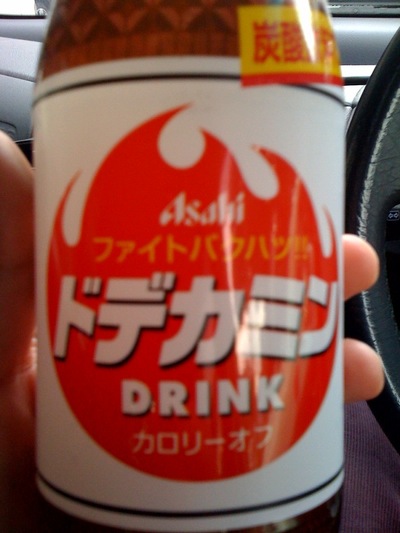 炭酸
Asahi
ファイトバクハツ!!
ドデカミン
DRINK
カロリーオフ